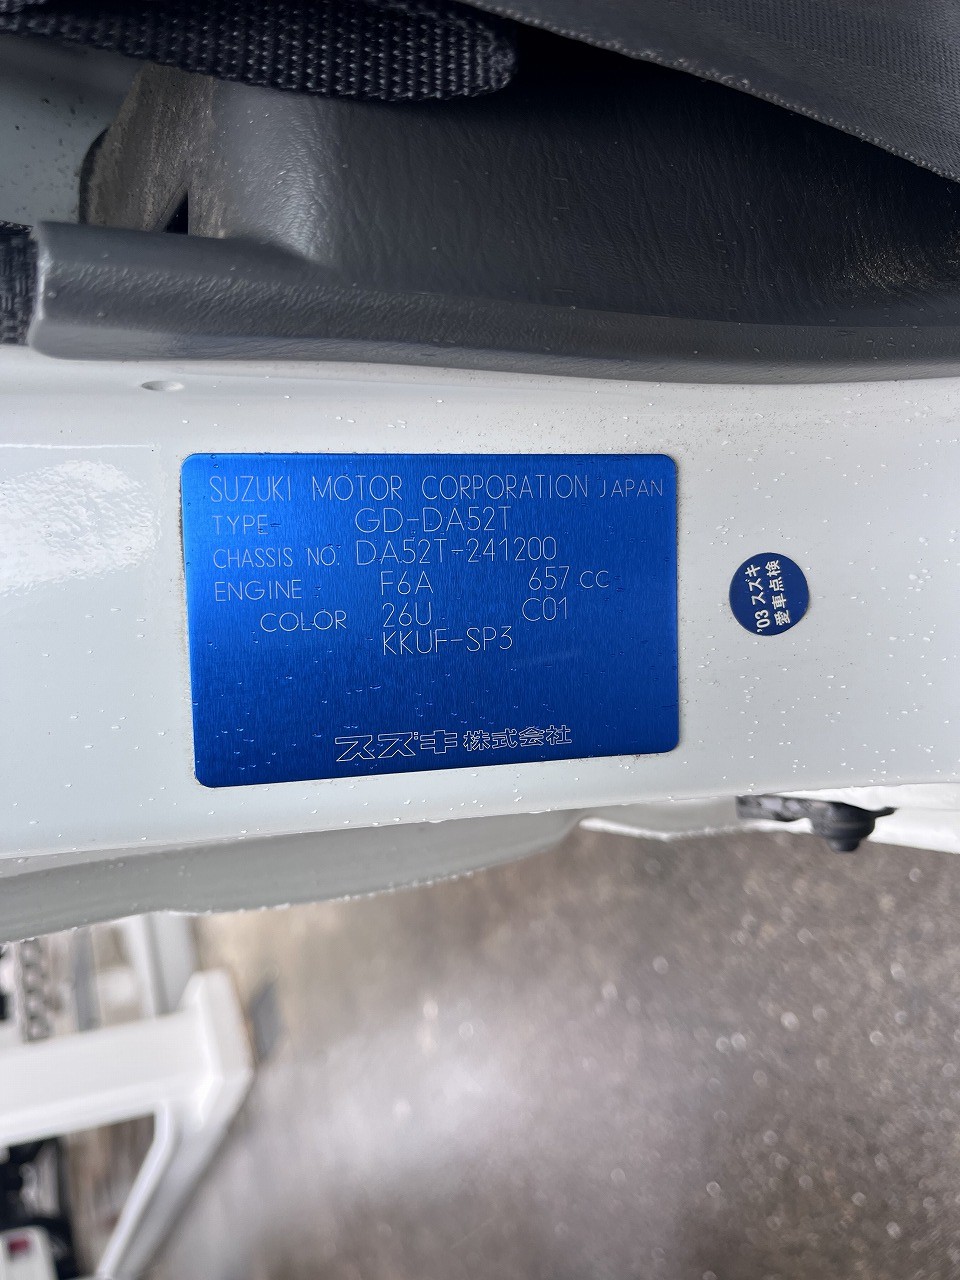 SUZUKI MOTOR CORPORATION JAPAN
TYPE GD-DA52T
CHASSIS NO. DA52T-241200
ENGINE F6A 657 cc
COLOR 26U C01
KKUF-SP3
スズキ株式会社
'03 スズキ
愛車点検